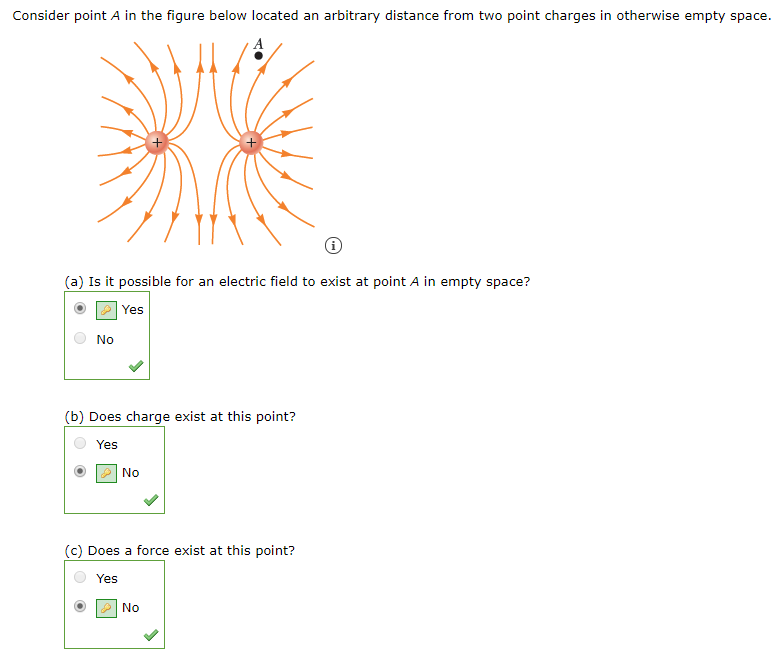 Consider point A in the figure below located an arbitrary distance from two point charges in otherwise empty space.
A
+ +
i
(a) Is it possible for an electric field to exist at point A in empty space?
Yes
No
(b) Does charge exist at this point?
Yes
No
(c) Does a force exist at this point?
Yes
No